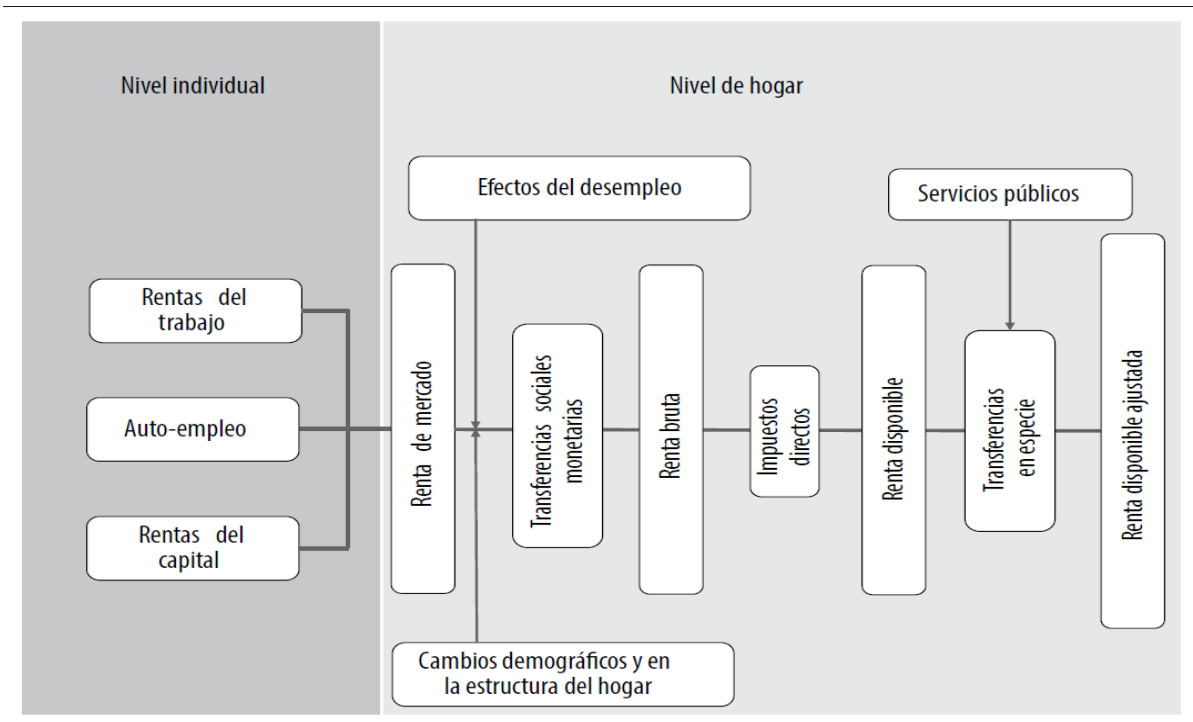 Nivel individual
Nivel de hogar
Efectos del desempleo
Servicios públicos
Rentas del
trabajo
Auto-empleo
Rentas del
capital
Renta de mercado
Transferencias sociales
monetarias
Renta bruta
Impuestos
directos
Renta disponible
Transferencias
en especie
Renta disponible ajustada
Cambios demográficos y en
la estructura del hogar